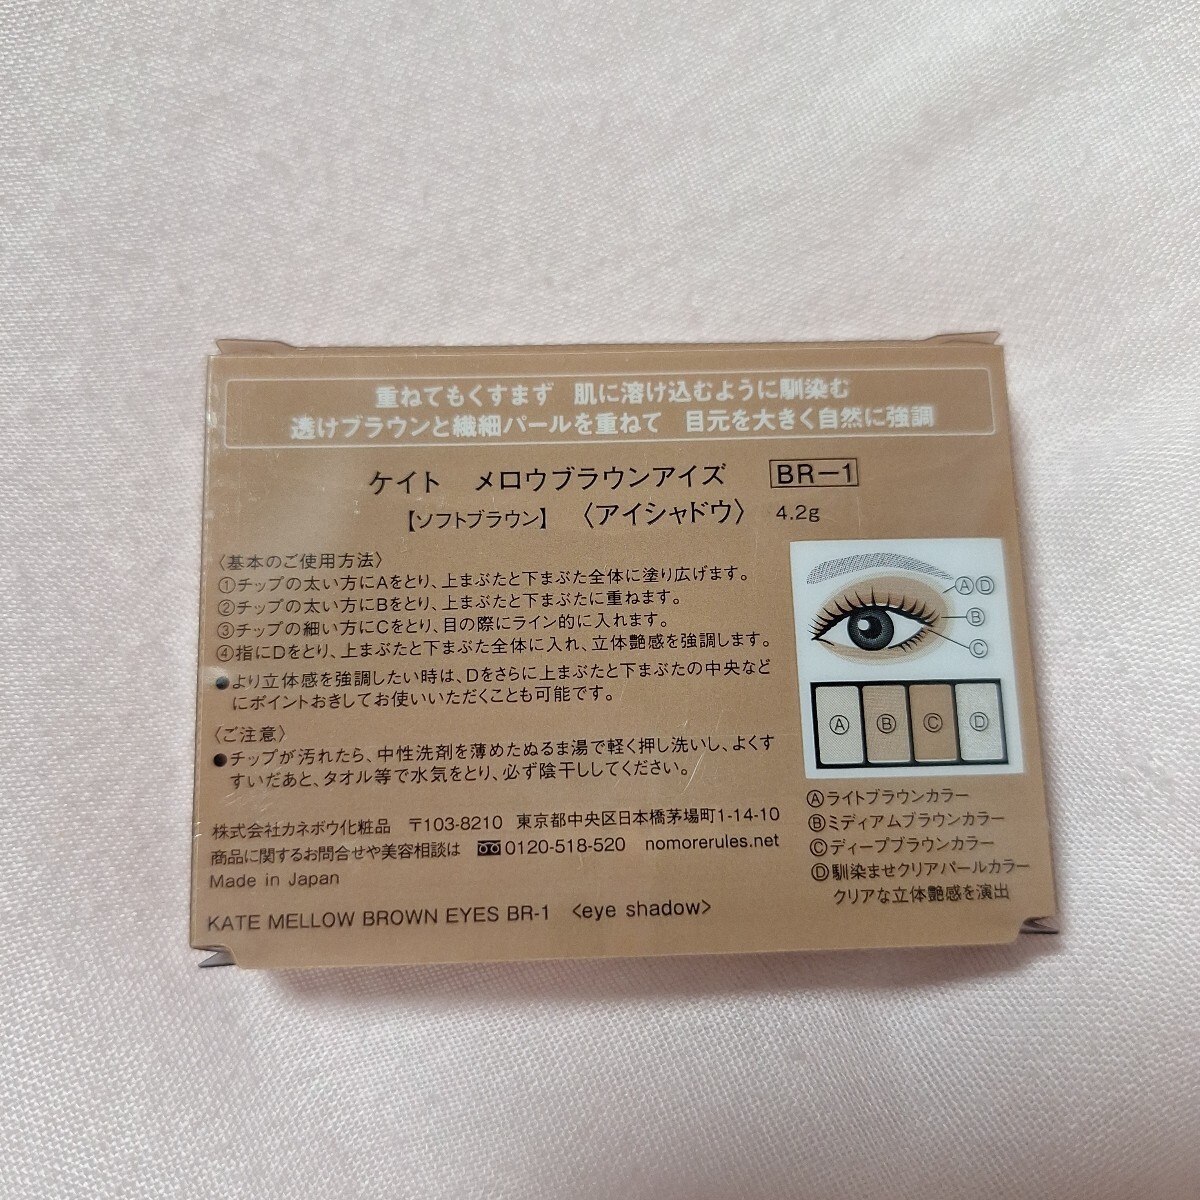 重ねてもくすまず 肌に溶け込むように馴染む
透けブラウンと繊細パールを重ねて 目元を大きく自然に強調
ケイト メロウブラウンアイズ BR-1
【ソフトブラウン】 〈アイシャドウ〉 4.2g
〈基本のご使用方法〉
①チップの太い方にAをとり、上まぶたと下まぶた全体に塗り広げます。
②チップの太い方にBをとり、上まぶたと下まぶたに重ねます。
③チップの細い方にCをとり、目の際にライン的に入れます。
④指にDをとり、上まぶたと下まぶた全体に入れ、立体艶感を強調します。
●より立体感を強調したい時は、Dをさらに上まぶたと下まぶたの中央など
にポイントおきしてお使いいただくことも可能です。
〈ご注意〉
●チップが汚れたら、中性洗剤を薄めたぬるま湯で軽く押し洗いし、よくす
すいだあと、タオル等で水気をとり、必ず陰干ししてください。
株式会社カネボウ化粧品 〒103-8210 東京都中央区日本橋茅場町1-14-10
商品に関するお問合せや美容相談は 0120-518-520 nomorerules.net
Made in Japan
KATE MELLOW BROWN EYES BR-1 <eye shadow>
Ⓐ Ⓓ
Ⓑ
Ⓒ
Ⓐ Ⓑ Ⓒ Ⓓ
Ⓐライトブラウンカラー
Ⓑミディアムブラウンカラー
Ⓒディープブラウンカラー
Ⓓ馴染ませクリアパールカラー
クリアな立体艶感を演出